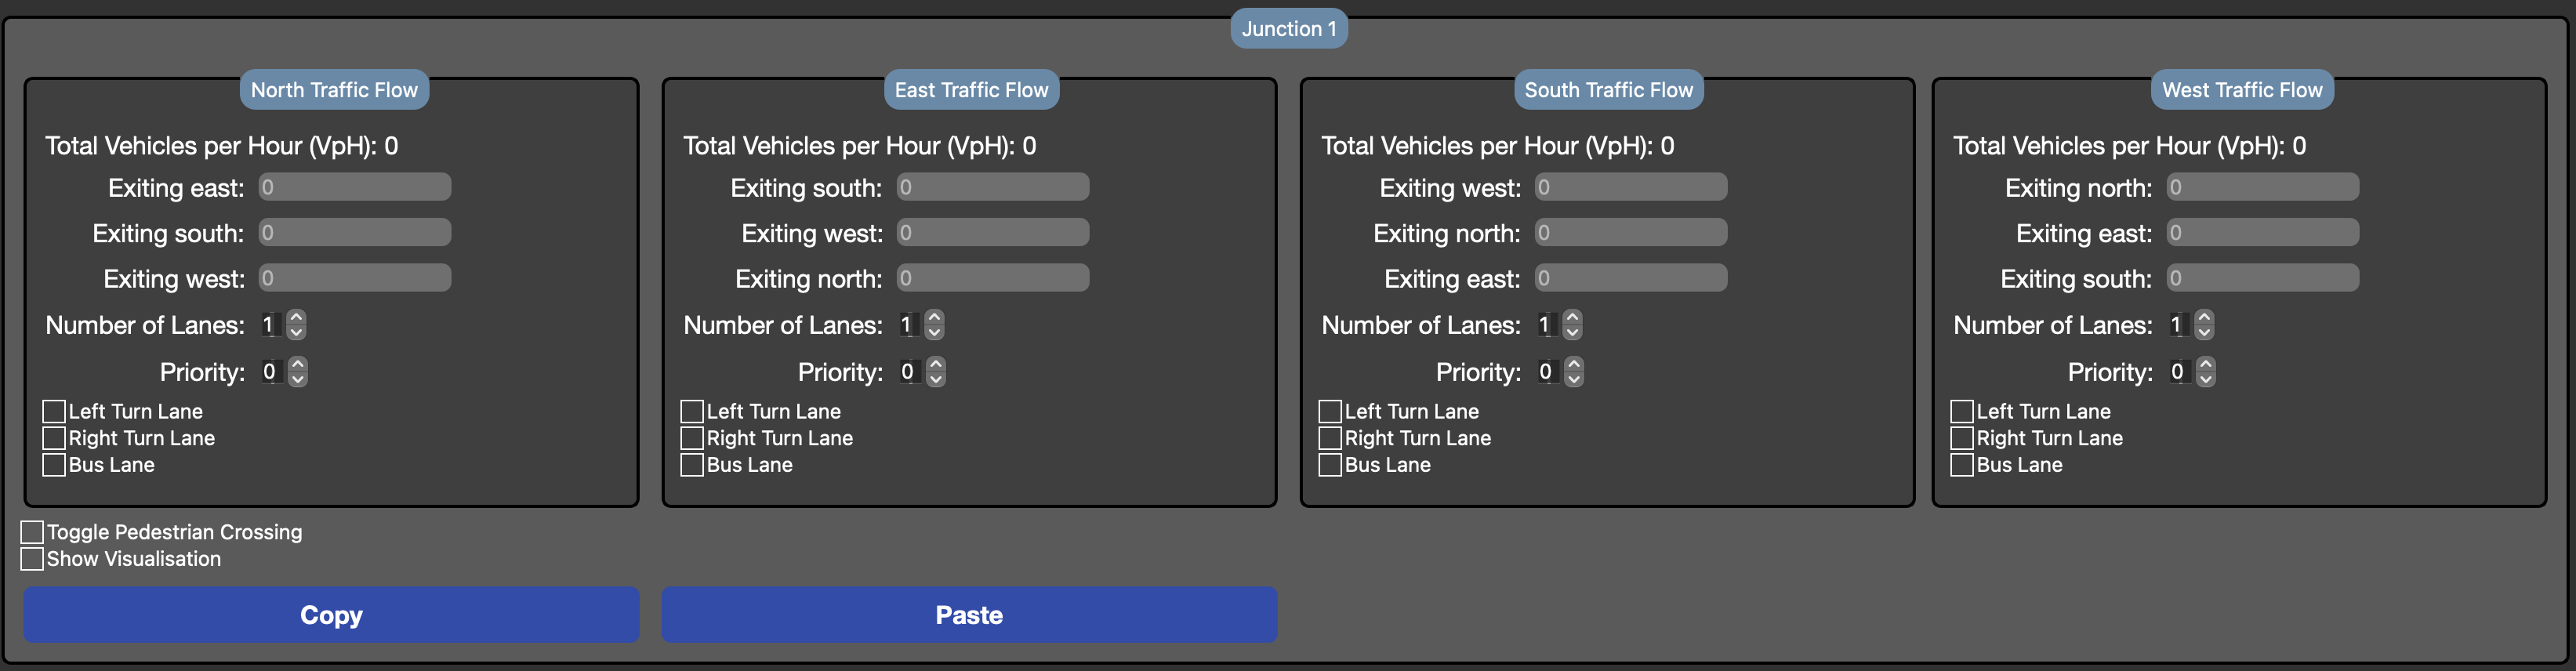 Junction 1
North Traffic Flow
Total Vehicles per Hour (VpH): 0
Exiting east: 0
Exiting south: 0
Exiting west: 0
Number of Lanes: 1
Priority: 0
Left Turn Lane
Right Turn Lane
Bus Lane
East Traffic Flow
Total Vehicles per Hour (VpH): 0
Exiting south: 0
Exiting west: 0
Exiting north: 0
Number of Lanes: 1
Priority: 0
Left Turn Lane
Right Turn Lane
Bus Lane
South Traffic Flow
Total Vehicles per Hour (VpH): 0
Exiting west: 0
Exiting north: 0
Exiting east: 0
Number of Lanes: 1
Priority: 0
Left Turn Lane
Right Turn Lane
Bus Lane
West Traffic Flow
Total Vehicles per Hour (VpH): 0
Exiting north: 0
Exiting east: 0
Exiting south: 0
Number of Lanes: 1
Priority: 0
Left Turn Lane
Right Turn Lane
Bus Lane
Toggle Pedestrian Crossing
Show Visualisation
Copy
Paste